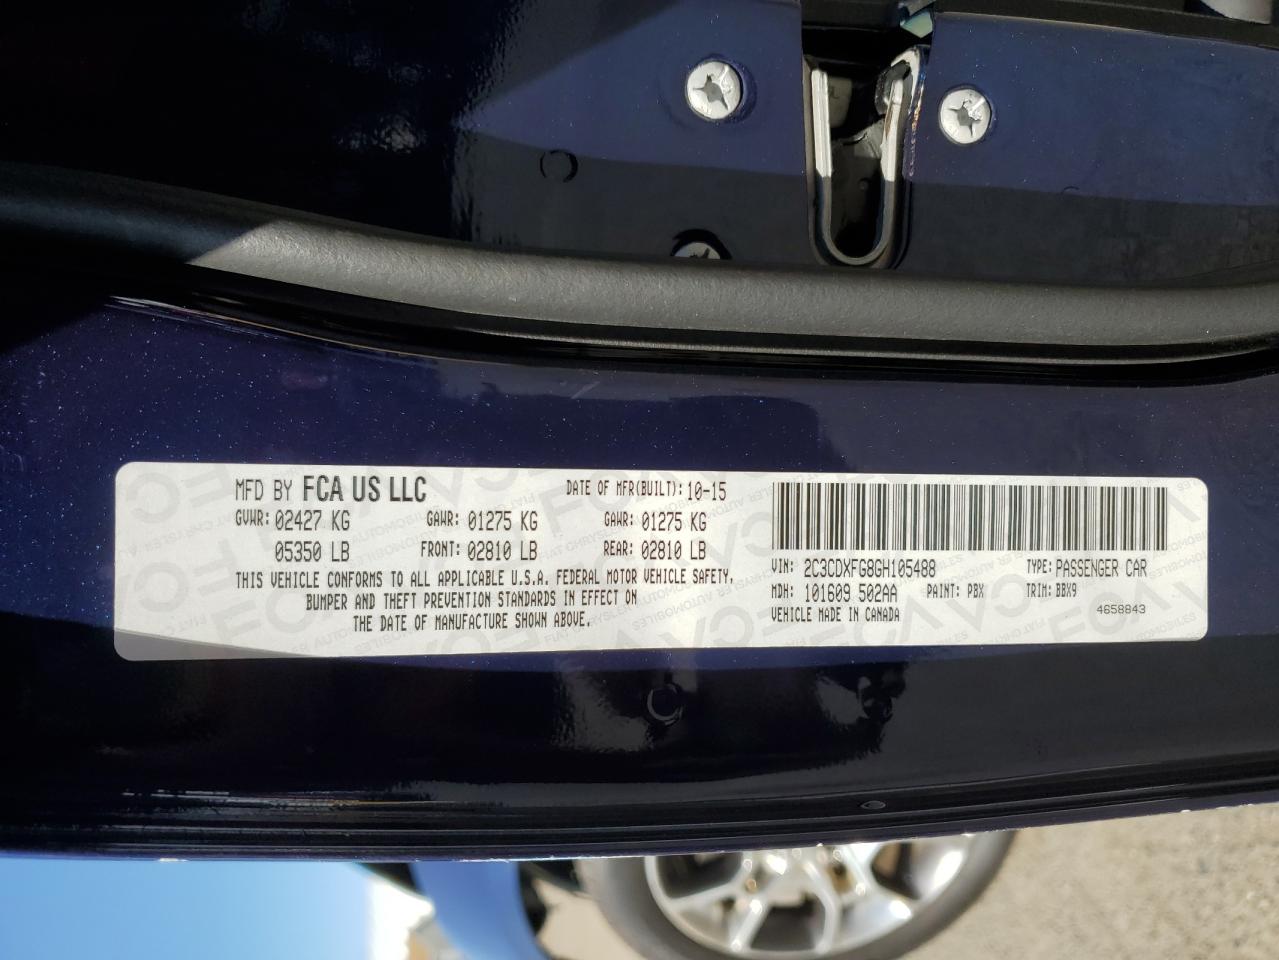 MFD BY FCA US LLC DATE OF MFR(BUILT): 10-15
GVWR: 02427 KG GAWR: 01275 KG GAWR: 01275 KG
05350 LB FRONT: 02810 LB REAR: 02810 LB
THIS VEHICLE CONFORMS TO ALL APPLICABLE U.S.A. FEDERAL MOTOR VEHICLE SAFETY,
BUMPER AND THEFT PREVENTION STANDARDS IN EFFECT ON
THE DATE OF MANUFACTURE SHOWN ABOVE.
VIN: 2C3CDXFG8GH105488 TYPE: PASSENGER CAR
MDH: 101609 502AA PAINT: PBX TRIM: BBX9
VEHICLE MADE IN CANADA 4658843